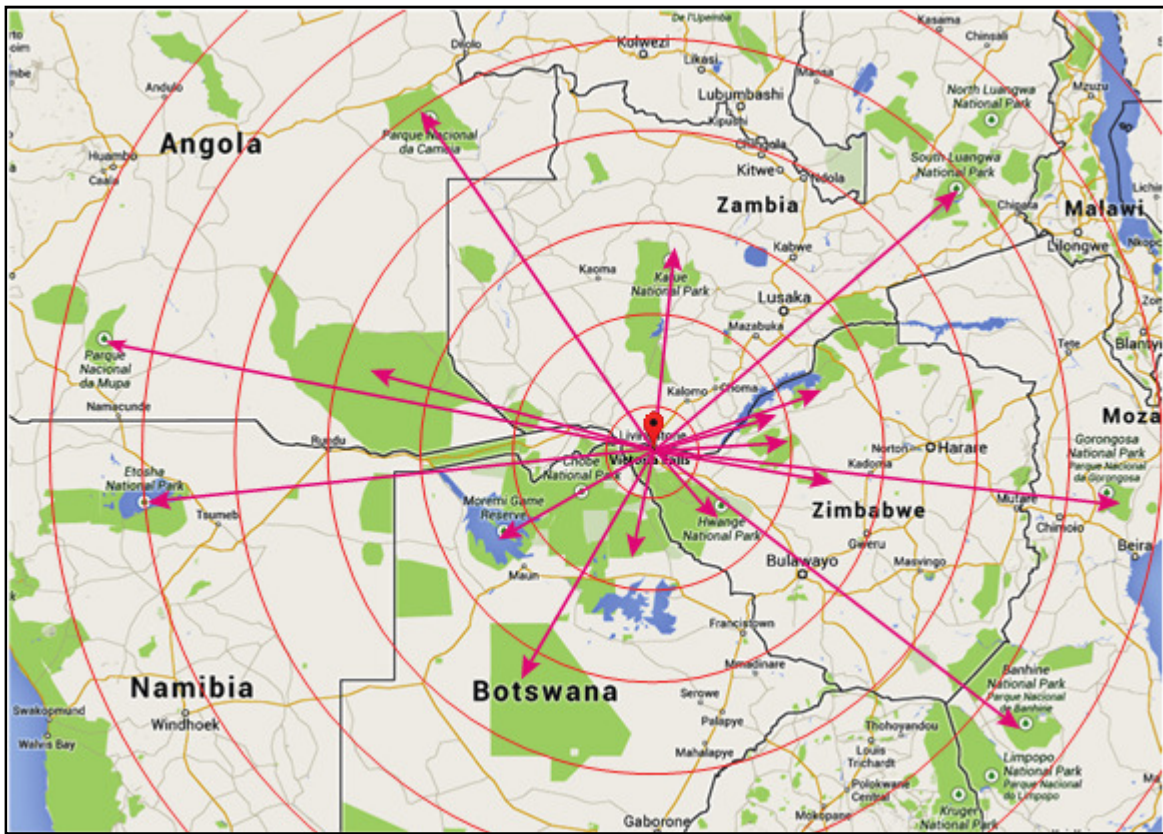 De l'Upemba
Kasama
Chinsali
Dilolo
Kolwezi
Likasi
Mansa
Andulo
North Luangwa
National Park
Mzuzu
Lubumbashi
Kipushi
Parque Nacional
da Cameia
Angola
Chingola
Huambo
Caala
Kitwe
Ndola
South Luangwa
National Park
Zambia
Chipata
Malawi
Lilongwe
Kabwe
Kaoma
Kafue
National Park
Lusaka
Mazabuka
Parque
Nacional
da Mupa
Tete
Blantyre
Kalomo
Choma
Namacunde
Moza
Rundu
Livingstone
Victoria Falls
Norton
Harare
Gorongosa
National Park
Parque Nacional
da Gorongosa
Etosha
National Park
Chobe
National Park
Kadoma
Moremi Game
Reserve
Tsumeb
Hwange
National Park
Zimbabwe
Mutare
Chimoio
Gweru
Beira
Maun
Bulawayo
Masvingo
Francistown
Mmadinare
Banhine
National Park
Parque Nacional
de Banhine
Namibia
Botswana
Serowe
Swakopmund
Windhoek
Palapye
Thohoyandou
Walvis Bay
Mahalapye
Louis
Trichardt
Limpopo
National Park
Parque Nacional
do Limpopo
Polokwane
Central
Kruger
National Park
Mokopane
Gaborone